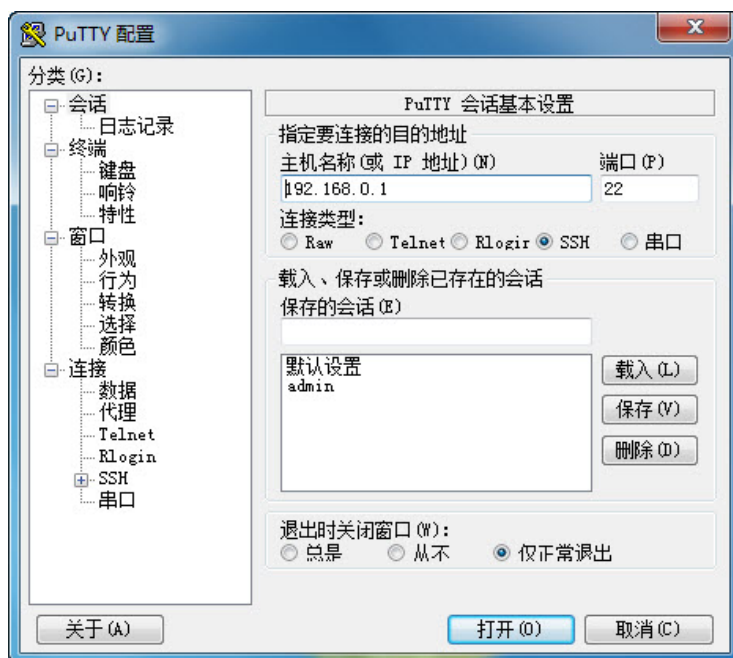 PuTTY 配置
分类(G):
会话
日志记录
终端
键盘
响铃
特性
窗口
外观
行为
转换
选择
颜色
连接
数据
代理
Telnet
Rlogin
SSH
串口
PuTTY 会话基本设置
指定要连接的目的地址
主机名称(或 IP 地址)(N) 端口(P)
192.168.0.1 22
连接类型:
Raw Telnet Rlogir SSH 串口
载入、保存或删除已存在的会话
保存的会话(E)
默认设置
admin
载入(L)
保存(V)
删除(D)
退出时关闭窗口(W):
总是 从不 仅正常退出
关于(A) 打开(O) 取消(C)